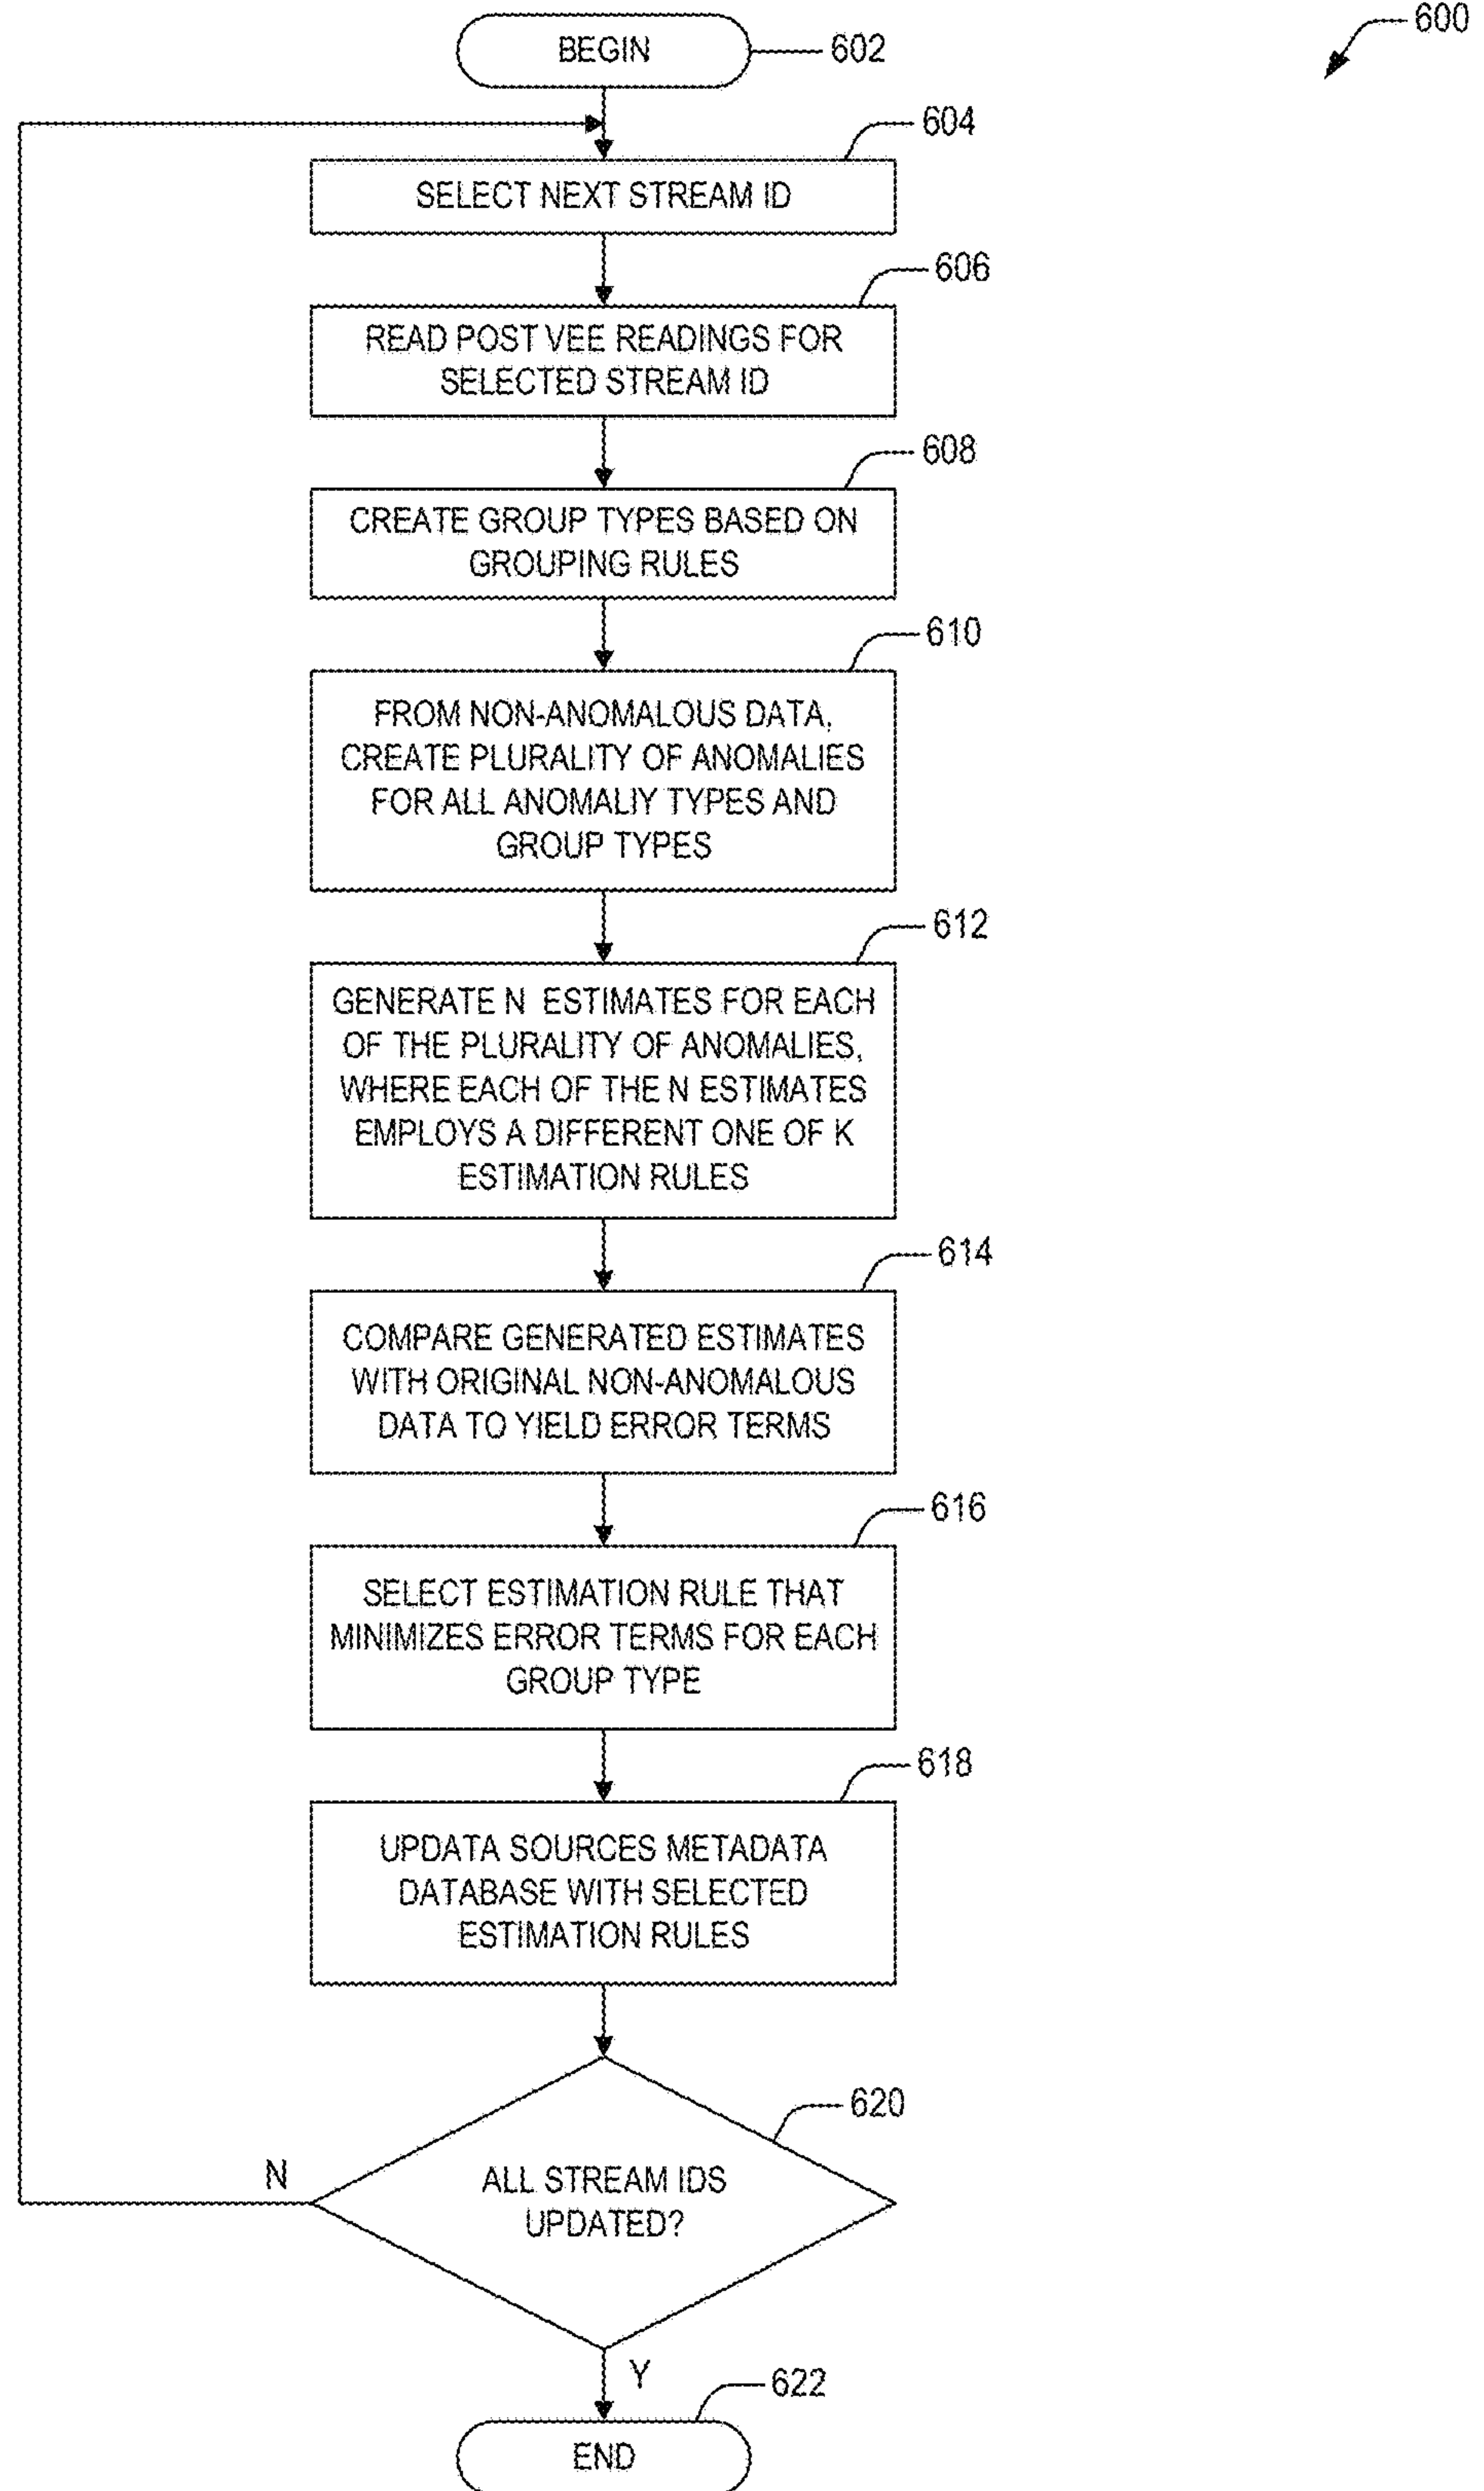 600
BEGIN
602
604
SELECT NEXT STREAM ID
606
READ POST VEE READINGS FOR
SELECTED STREAM ID
608
CREATE GROUP TYPES BASED ON
GROUPING RULES
610
FROM NON-ANOMALOUS DATA,
CREATE PLURALITY OF ANOMALIES
FOR ALL ANOMALIY TYPES AND
GROUP TYPES
612
GENERATE N ESTIMATES FOR EACH
OF THE PLURALITY OF ANOMALIES,
WHERE EACH OF THE N ESTIMATES
EMPLOYS A DIFFERENT ONE OF K
ESTIMATION RULES
614
COMPARE GENERATED ESTIMATES
WITH ORIGINAL NON-ANOMALOUS
DATA TO YIELD ERROR TERMS
616
SELECT ESTIMATION RULE THAT
MINIMIZES ERROR TERMS FOR EACH
GROUP TYPE
618
UPDATA SOURCES METADATA
DATABASE WITH SELECTED
ESTIMATION RULES
620
N
ALL STREAM IDS
UPDATED?
Y
622
END